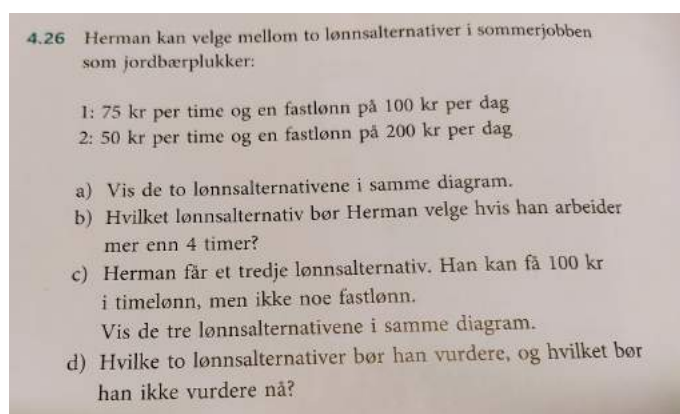 4.26 Herman kan velge mellom to lønnsalternativer i sommerjobben
som jordbærplukker:
1: 75 kr per time og en fastlønn på 100 kr per dag
2: 50 kr per time og en fastlønn på 200 kr per dag
a) Vis de to lønnsalternativene i samme diagram.
b) Hvilket lønnsalternativ bør Herman velge hvis han arbeider
mer enn 4 timer?
c) Herman får et tredje lønnsalternativ. Han kan få 100 kr
i timelønn, men ikke noe fastlønn.
Vis de tre lønnsalternativene i samme diagram.
d) Hvilke to lønnsalternativer bør han vurdere, og hvilket bør
han ikke vurdere nå?